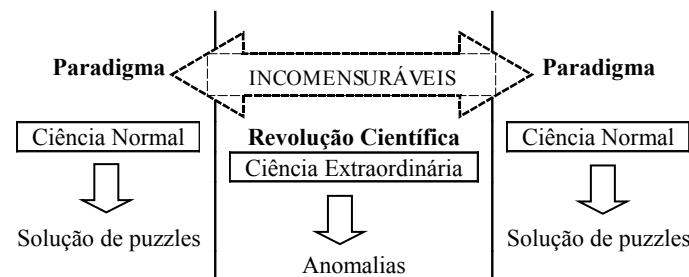 Paradigma
INCOMENSURÁVEIS
Paradigma
Ciência Normal
Revolução Científica
Ciência Extraordinária
Ciência Normal
Solução de puzzles
Anomalias
Solução de puzzles